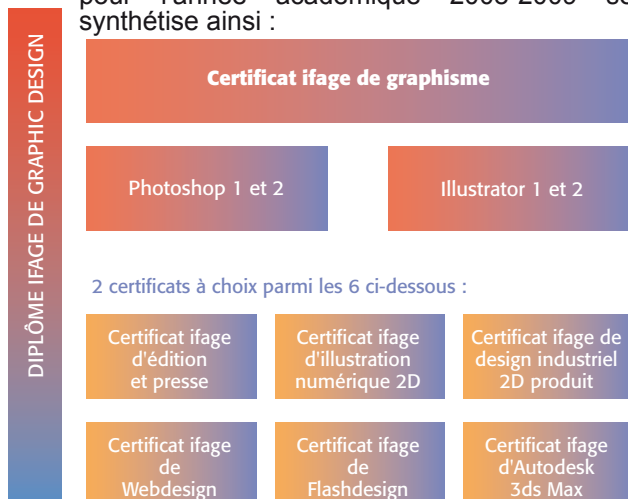 synthétise ainsi :
DIPLÔME IFAGE DE GRAPHIC DESIGN
Certificat ifage de graphisme
Photoshop 1 et 2
Illustrator 1 et 2
2 certificats à choix parmi les 6 ci-dessous :
Certificat ifage
d'édition
et presse
Certificat ifage
d'illustration
numérique 2D
Certificat ifage de
design industriel
2D produit
Certificat ifage
de
Webdesign
Certificat ifage
de
Flashdesign
Certificat ifage
d'Autodesk
3ds Max